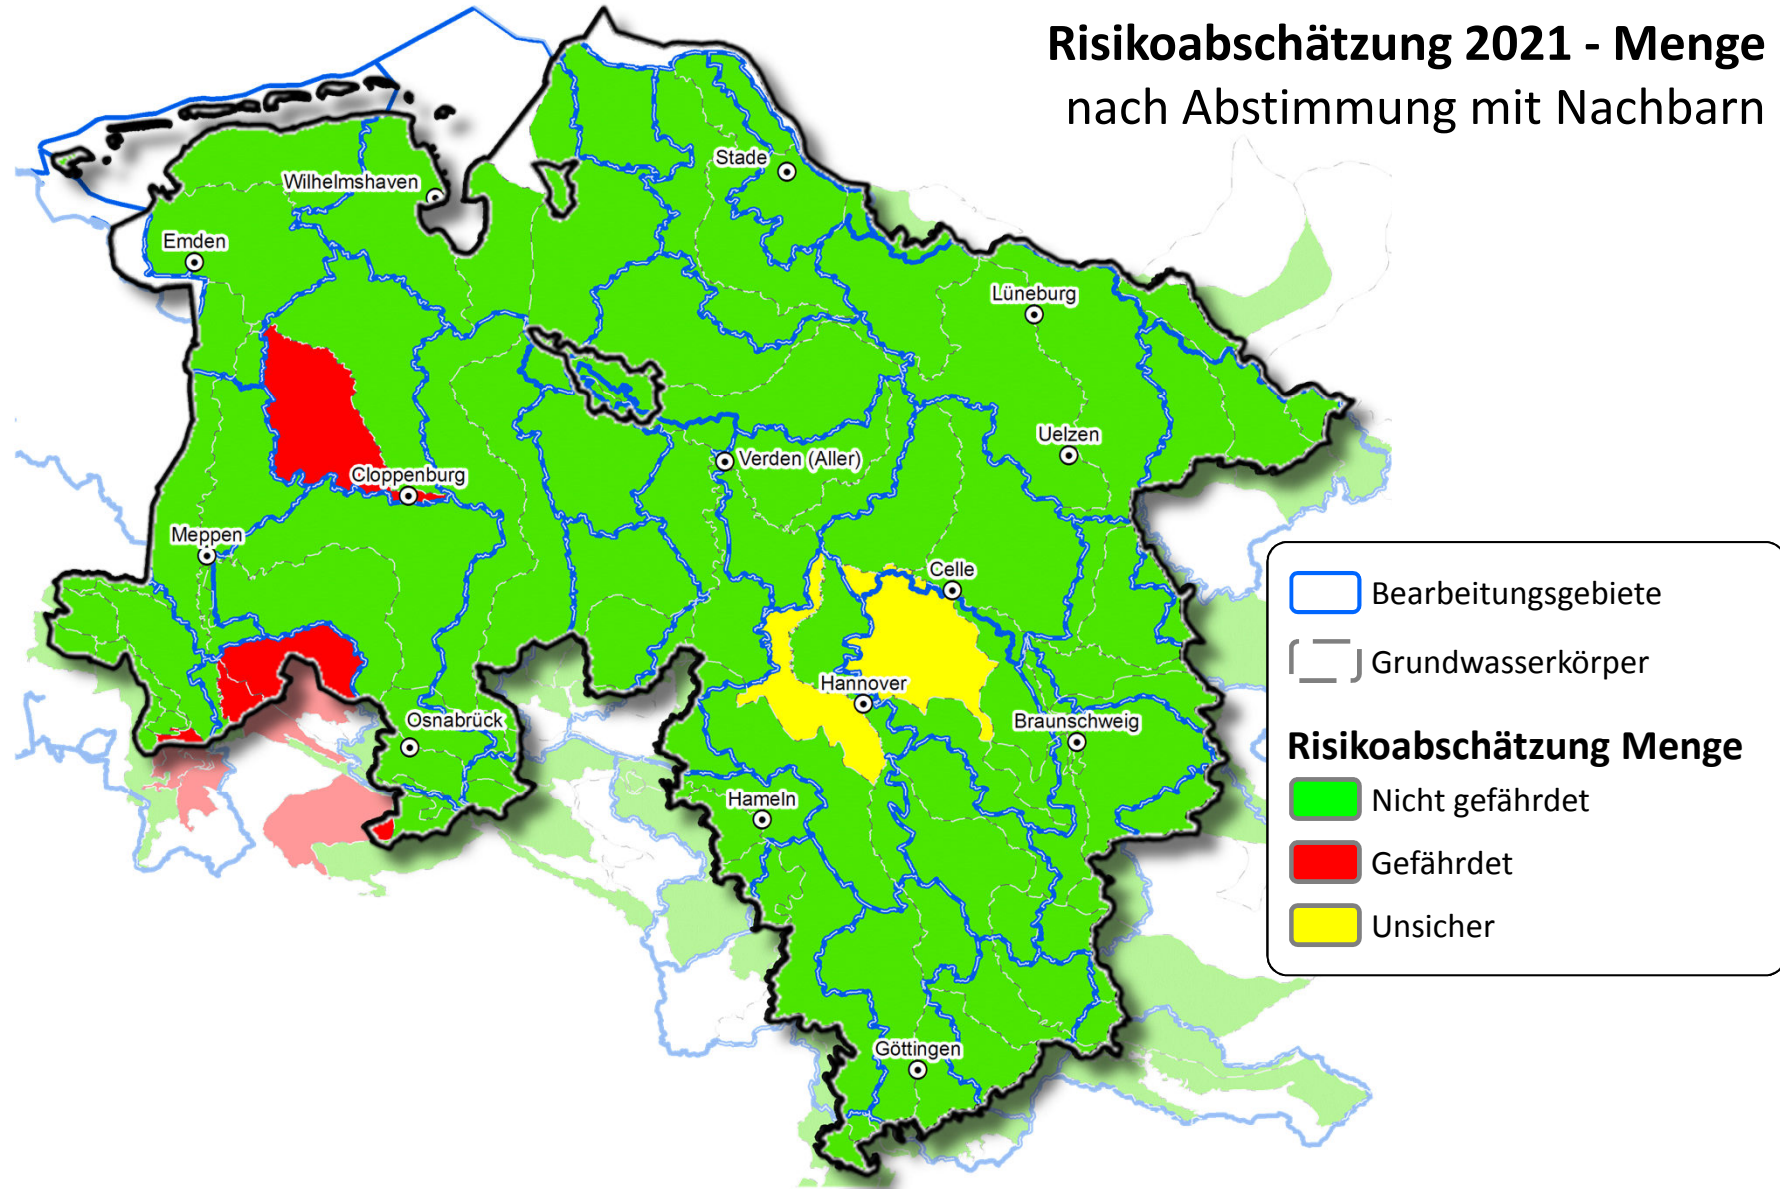 Risikoabschätzung 2021 - Menge
nach Abstimmung mit Nachbarn
Stade
Wilhelmshaven
Emden
Lüneburg
Uelzen
Verden (Aller)
Cloppenburg
Meppen
Celle
Hannover
Osnabrück
Braunschweig
Hameln
Göttingen
Bearbeitungsgebiete
Grundwasserkörper
Risikoabschätzung Menge
Nicht gefährdet
Gefährdet
Unsicher